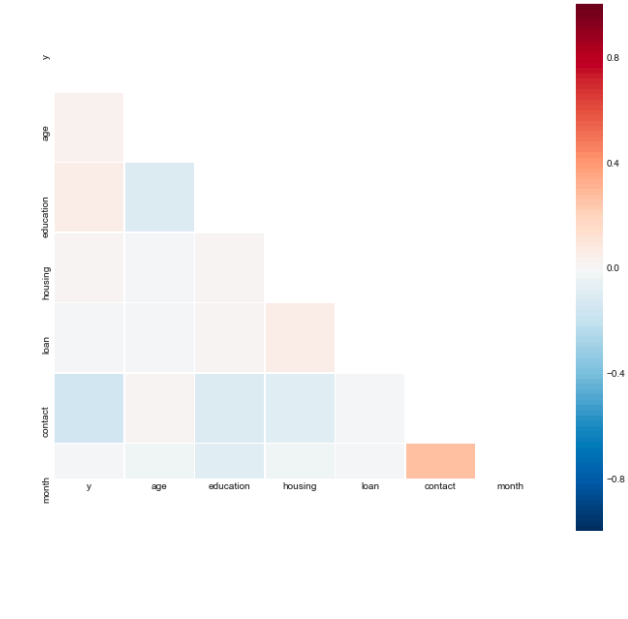 y
age
education
housing
loan
contact
month
y age education housing loan contact month
0.8
0.4
0.0
−0.4
−0.8